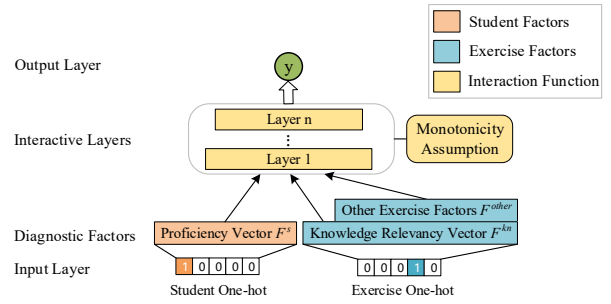 Student Factors
Exercise Factors
Interaction Function
Output Layer
y
Interactive Layers
Layer n
⋮
Layer 1
Monotonicity
Assumption
Other Exercise Factors F^other
Diagnostic Factors
Proficiency Vector F^s
Knowledge Relevancy Vector F^kn
Input Layer
1 0 0 0 0
0 0 0 1 0
Student One-hot
Exercise One-hot